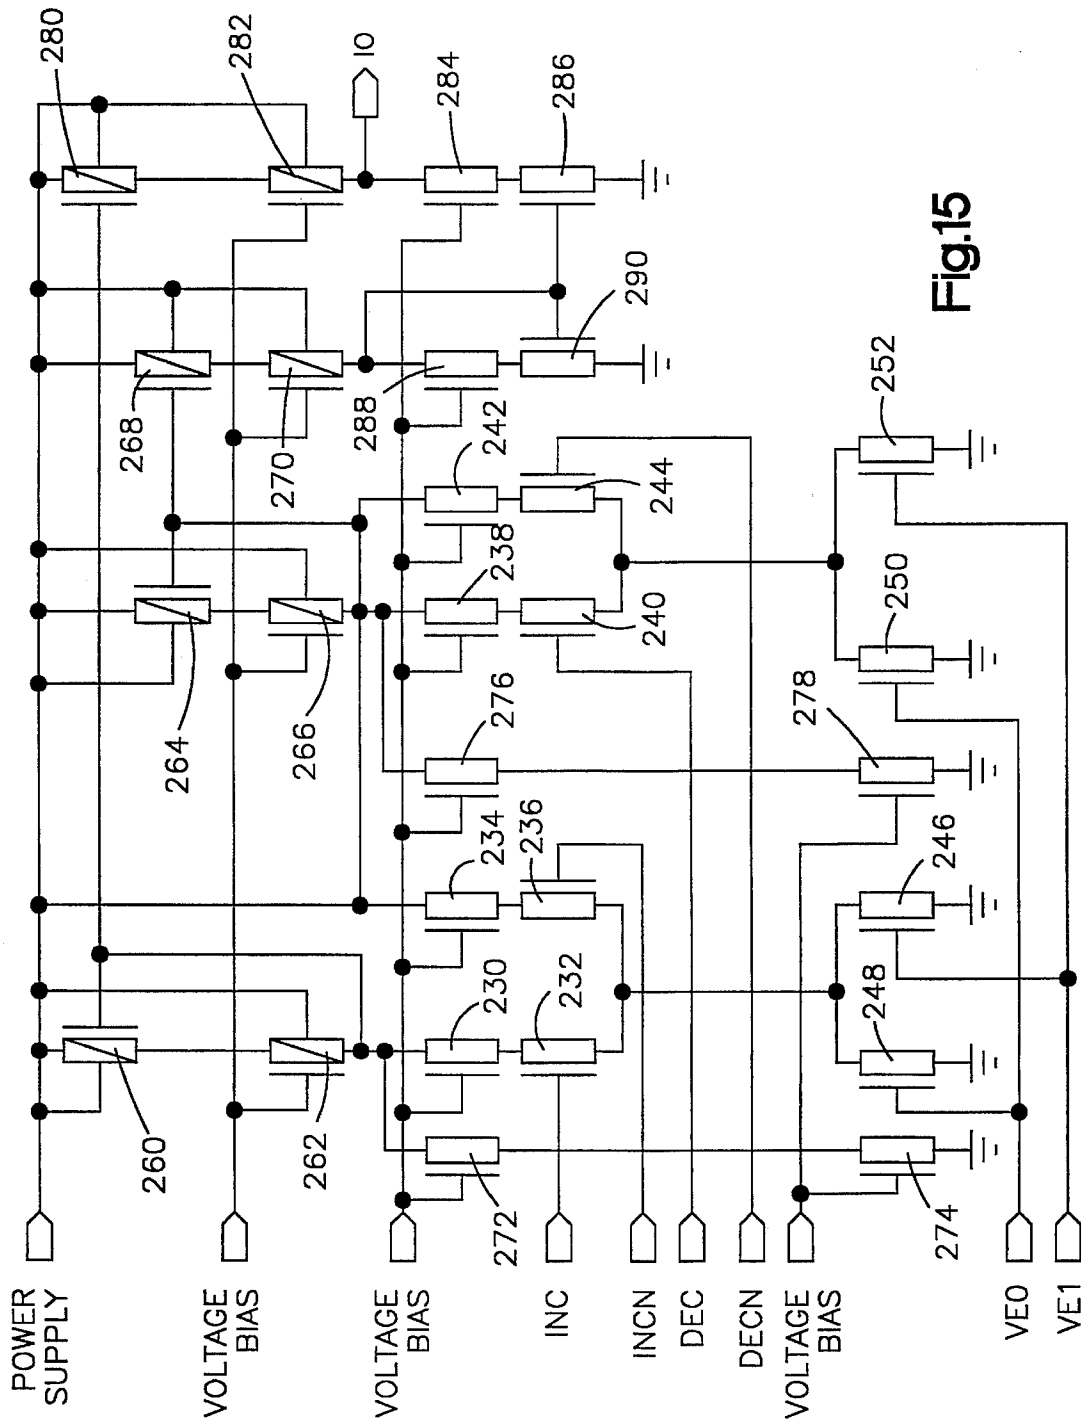 POWER
SUPPLY
VOLTAGE
BIAS
VOLTAGE
BIAS
INC
INCN
DEC
DECN
VOLTAGE
BIAS
VE0
VE1
260
262
264
266
268
270
280
282
IO
272
230
232
234
236
276
238
240
242
244
288
290
284
286
274
248
246
278
250
252
Fig.15